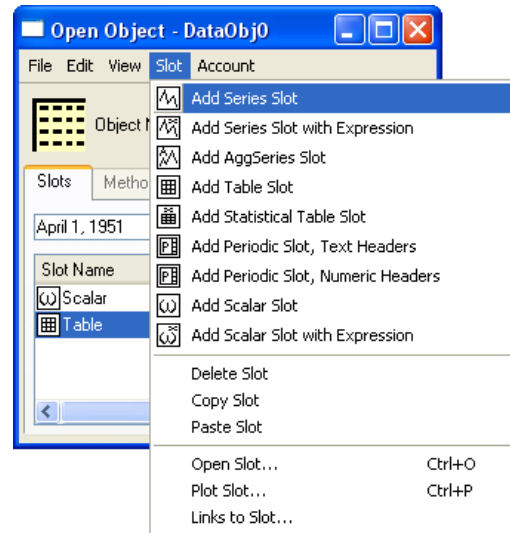 Open Object - DataObj0
File Edit View Slot Account
Object
Slots
April 1, 1951
Slot Name
Scalar
Table
Add Series Slot
Add Series Slot with Expression
Add AggSeries Slot
Add Table Slot
Add Statistical Table Slot
Add Periodic Slot, Text Headers
Add Periodic Slot, Numeric Headers
Add Scalar Slot
Add Scalar Slot with Expression
Delete Slot
Copy Slot
Paste Slot
Open Slot... Ctrl+O
Plot Slot... Ctrl+P
Links to Slot...